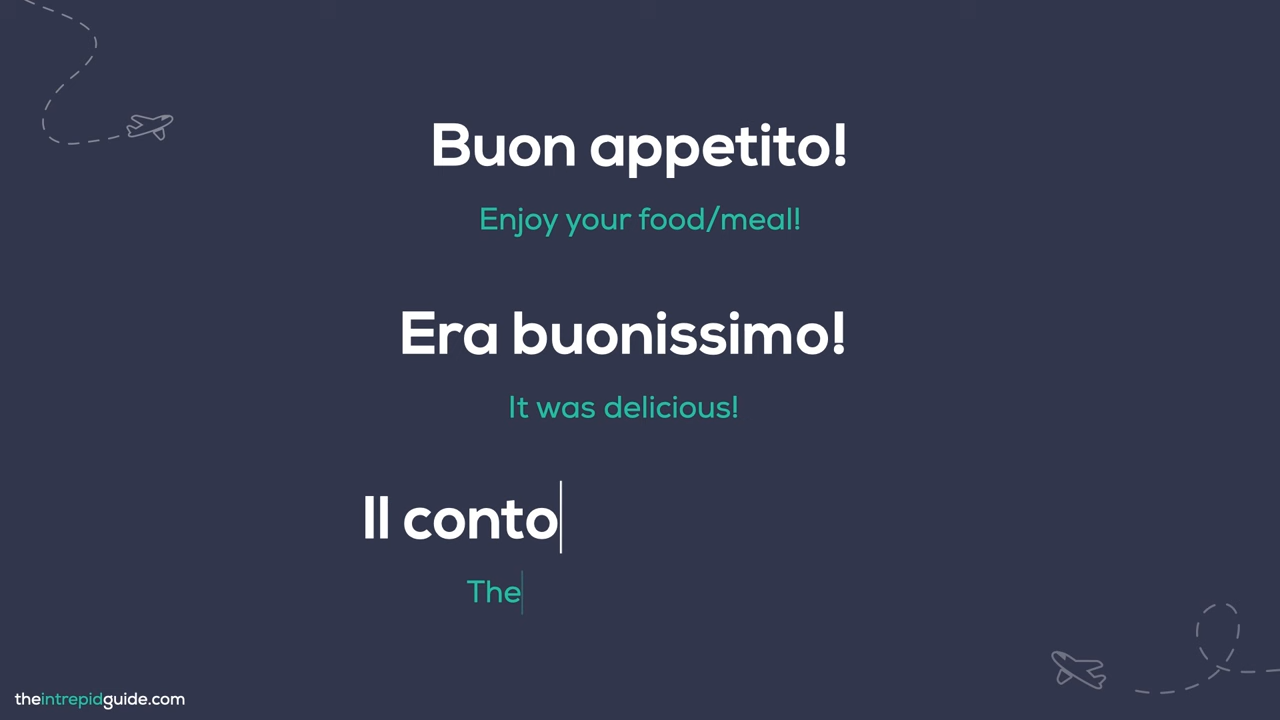 Buon appetito!
Enjoy your food/meal!
Era buonissimo!
It was delicious!
Il conto
The
theintrepidguide.com